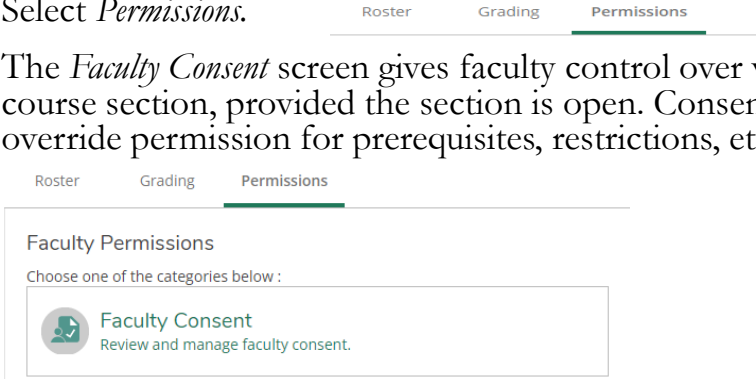 Select Permissions.
Roster Grading Permissions
The Faculty Consent screen gives faculty control over
course section, provided the section is open.
override permission for prerequisites, restrictions,
Roster Grading Permissions
Faculty Permissions
Choose one of the categories below :
Faculty Consent
Review and manage faculty consent.